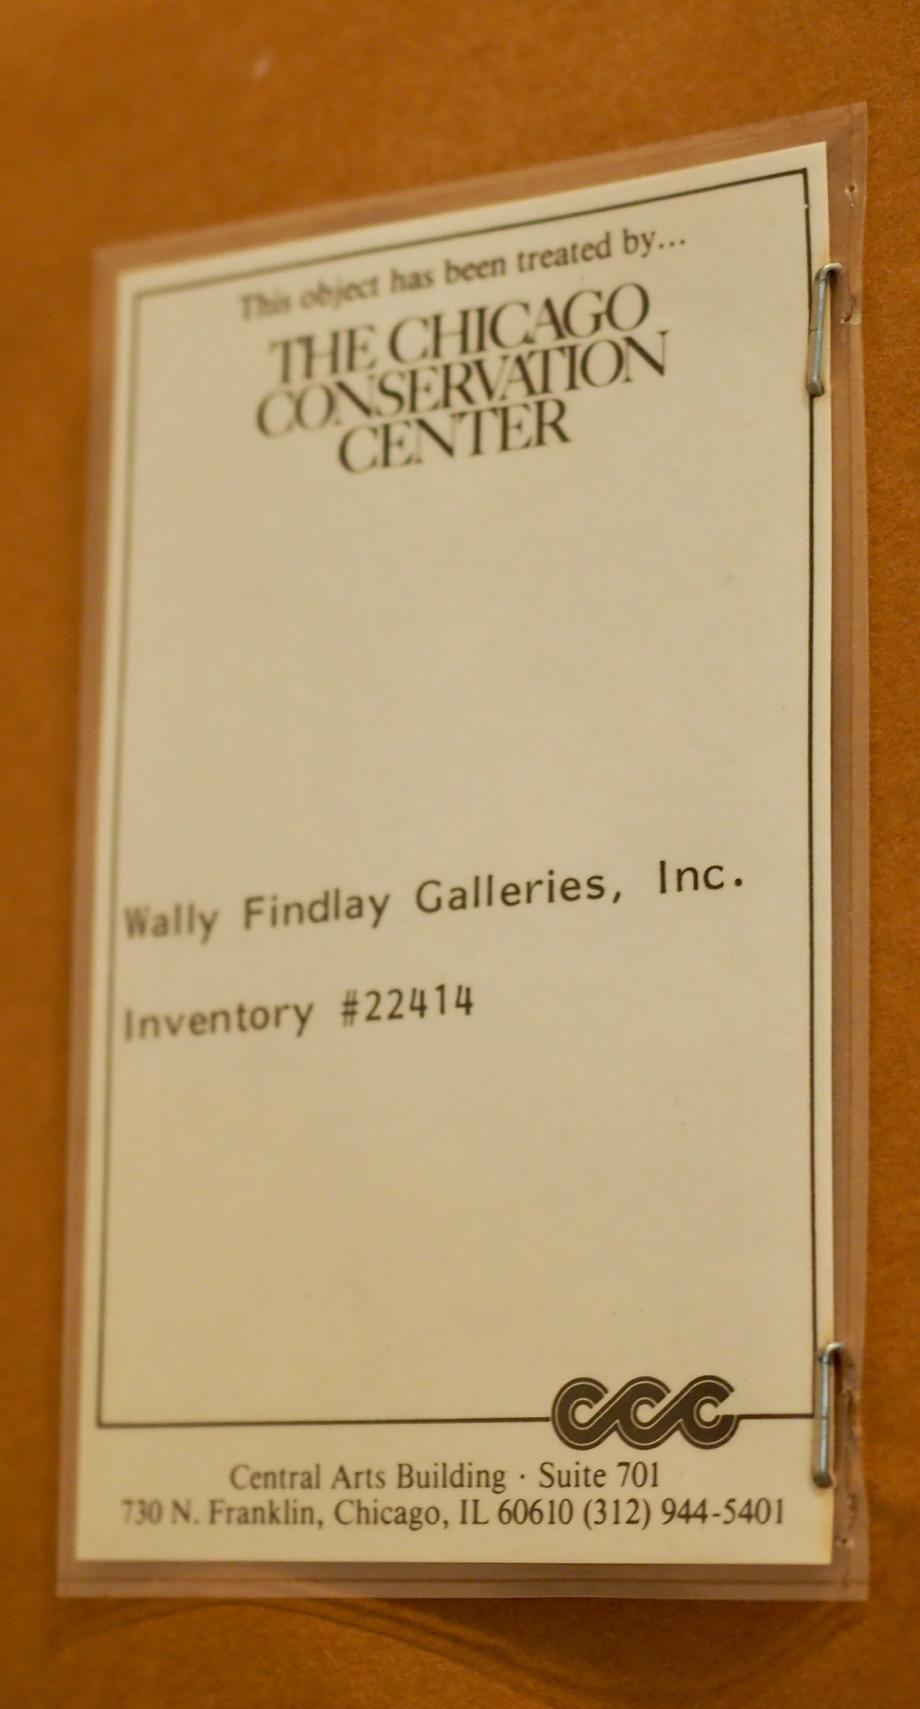 This object has been treated by...
THE CHICAGO
CONSERVATION
CENTER
Wally Findlay Galleries, Inc.
Inventory #22414
CCC
Central Arts Building · Suite 701
730 N. Franklin, Chicago, IL 60610 (312) 944-5401